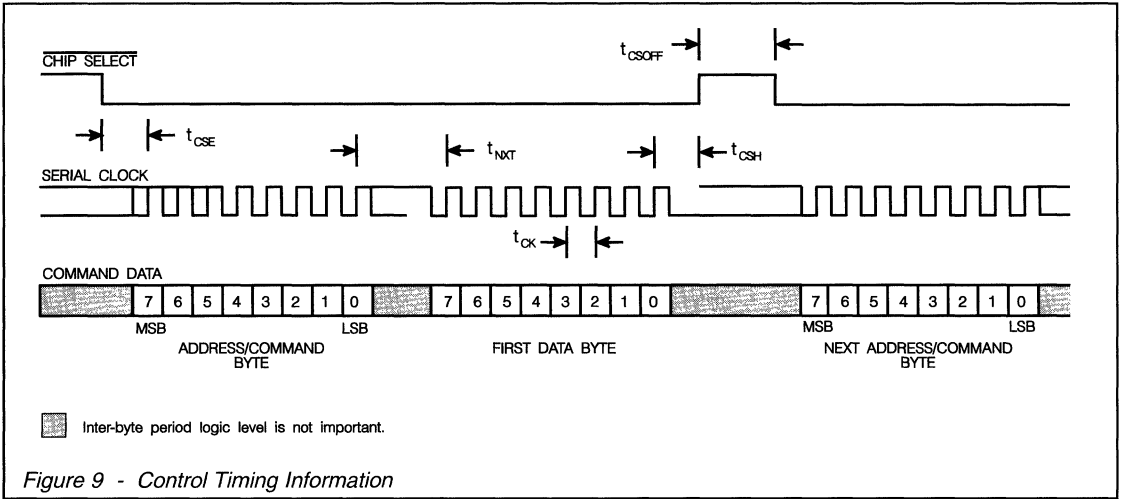 CHIP SELECT
tCSOFF
tCSE
tNXT
tCSH
SERIAL CLOCK
tCK
COMMAND DATA
7 6 5 4 3 2 1 0 7 6 5 4 3 2 1 0 7 6 5 4 3 2 1 0
MSB LSB MSB LSB
ADDRESS/COMMAND
BYTE
FIRST DATA BYTE
NEXT ADDRESS/COMMAND
BYTE
Inter-byte period logic level is not important.
Figure 9 - Control Timing Information